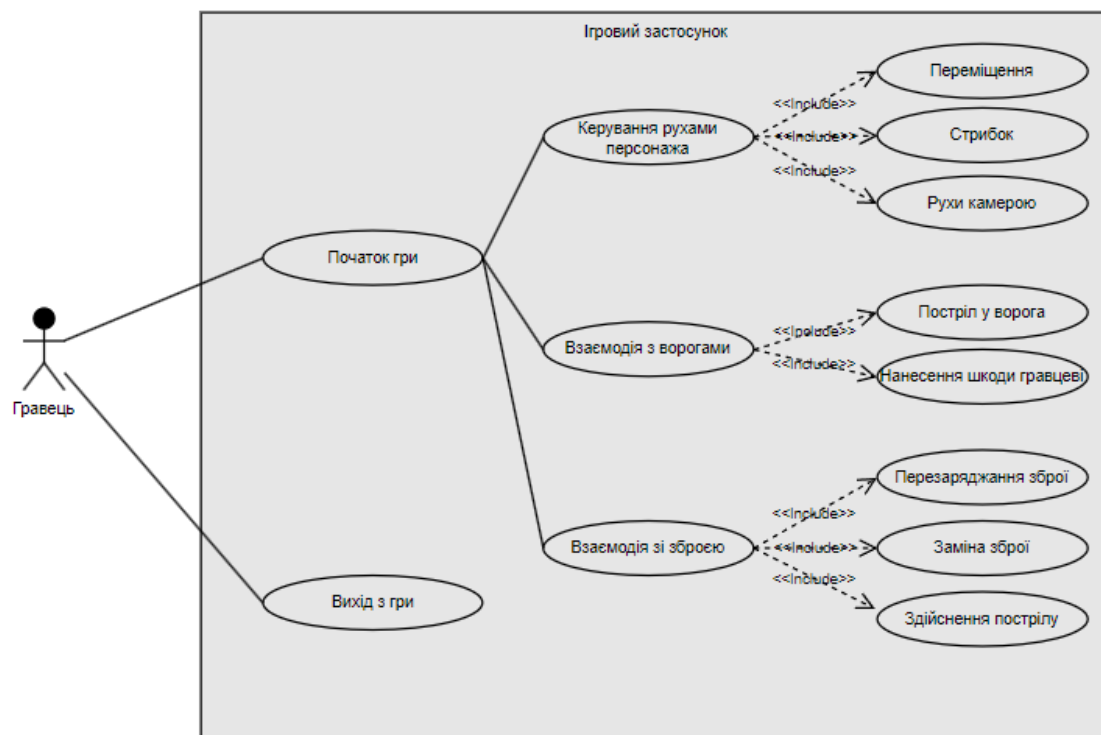 Ігровий застосунок
Переміщення
<<Include>>
Керування рухами
персонажа
<<Include>>
Стрибок
<<Include>>
Рухи камерою
Початок гри
Постріл у ворога
<<Include>>
Взаємодія з ворогами
<<Include>>
Нанесення шкоди гравцеві
Гравець
Перезаряджання зброї
<<Include>>
Взаємодія зі зброєю
<<Include>>
Заміна зброї
<<Include>>
Вихід з гри
Здійснення пострілу